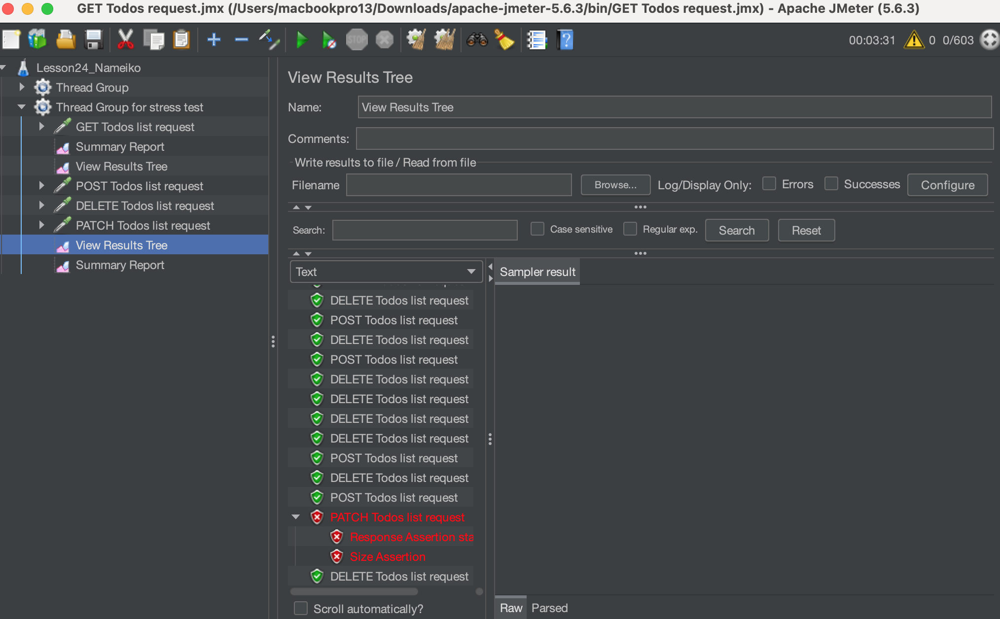 GET Todos request.jmx (/Users/macbookpro13/Downloads/apache-jmeter-5.6.3/bin/GET Todos request.jmx) - Apache JMeter (5.6.3)
STOP
?
00:03:31 0 0/603
Lesson24_Nameiko
Thread Group
Thread Group for stress test
GET Todos list request
Summary Report
View Results Tree
POST Todos list request
DELETE Todos list request
PATCH Todos list request
View Results Tree
Summary Report
View Results Tree
Name: View Results Tree
Comments:
Write results to file / Read from file
Filename Browse... Log/Display Only: Errors Successes Configure
Search: Case sensitive Regular exp. Search Reset
Text
Sampler result
DELETE Todos list request
POST Todos list request
DELETE Todos list request
POST Todos list request
DELETE Todos list request
DELETE Todos list request
DELETE Todos list request
DELETE Todos list request
POST Todos list request
DELETE Todos list request
POST Todos list request
PATCH Todos list request
Response Assertion sta
Size Assertion
DELETE Todos list request
Scroll automatically?
Raw Parsed